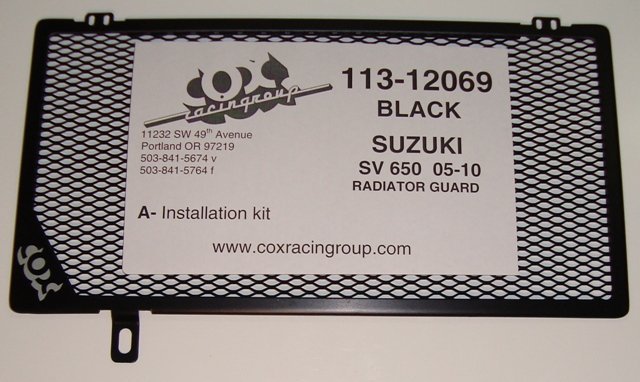 COX
racingroup
11232 SW 49th Avenue
Portland OR 97219
503-841-5674 v
503-841-5764 f
113-12069
BLACK
SUZUKI
SV 650 05-10
RADIATOR GUARD
A- Installation kit
www.coxracingroup.com
COX